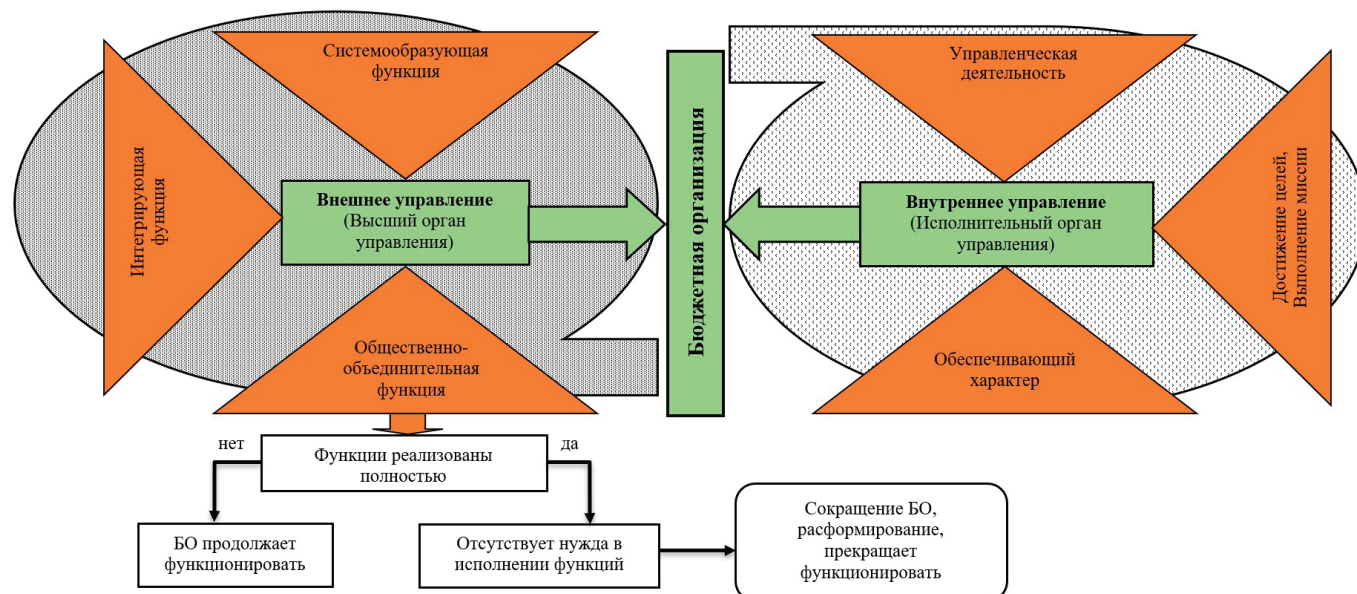 Системообразующая
функция
Интегрирующая
функция
Внешнее управление
(Высший орган
управления)
Общественно-
объединительная
функция
Бюджетная организация
Управленческая
деятельность
Внутреннее управление
(Исполнительный орган
управления)
Достижение целей,
Выполнение миссии
Обеспечивающий
характер
нет
Функции реализованы
полностью
да
БО продолжает
функционировать
Отсутствует нужда в
исполнении функций
Сокращение БО,
расформирование,
прекращает
функционировать